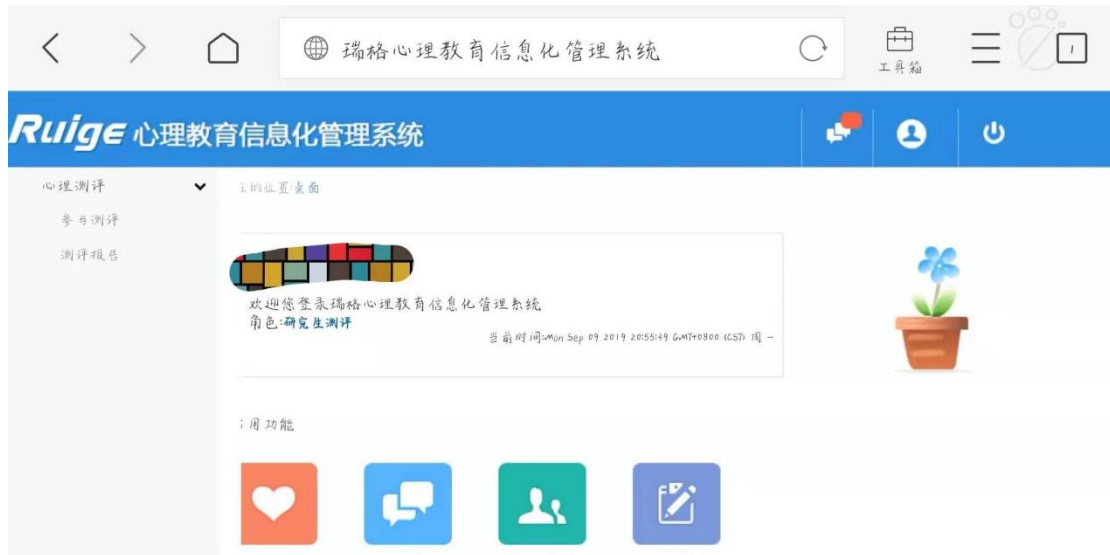 瑞格心理教育信息化管理系统
工具箱
1
Ruige 心理教育信息化管理系统
心理测评
参与测评
测评报告
的位置:桌面
欢迎您登录瑞格心理教育信息化管理系统
角色:研究生测评
当前时间:Mon Sep 09 2019 20:55:49 GMT+0800 (CST) 周一
用功能